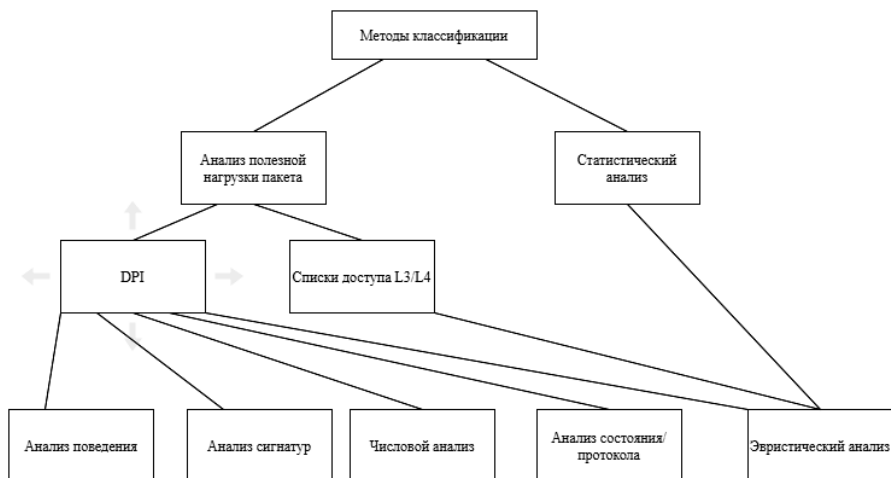 Методы классификации
Анализ полезной
нагрузки пакета
Статистический
анализ
DPI
Списки доступа L3/L4
Анализ поведения
Анализ сигнатур
Числовой анализ
Анализ состояния/
протокола
Эвристический анализ